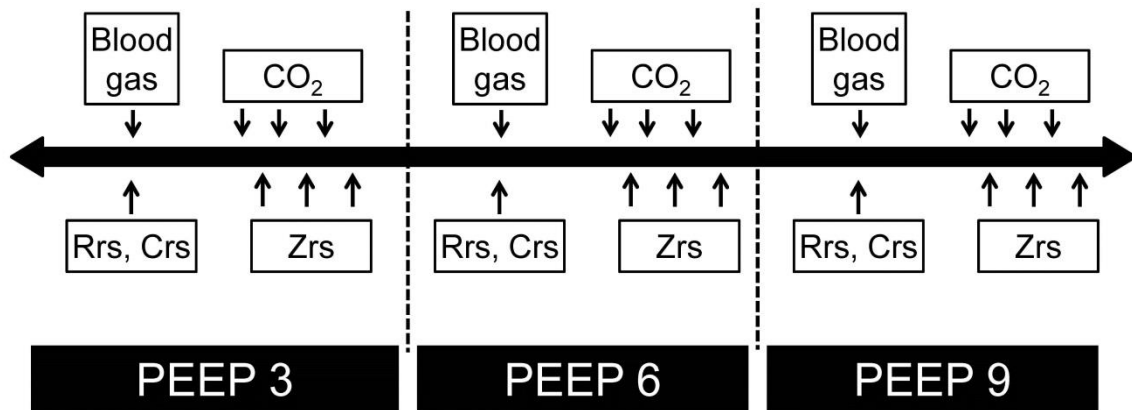 Blood
gas
CO₂
Blood
gas
CO₂
Blood
gas
CO₂
Rrs, Crs
Zrs
Rrs, Crs
Zrs
Rrs, Crs
Zrs
PEEP 3
PEEP 6
PEEP 9